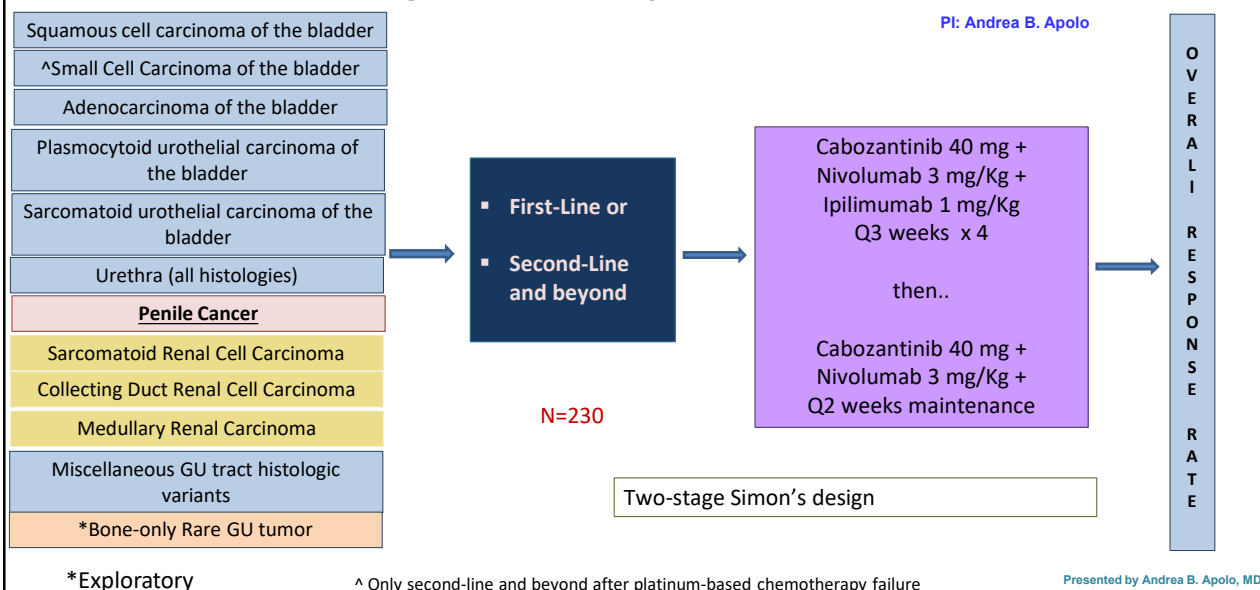 PI: Andrea B. Apolo
Squamous cell carcinoma of the bladder
^Small Cell Carcinoma of the bladder
Adenocarcinoma of the bladder
Plasmocytoid urothelial carcinoma of
the bladder
Sarcomatoid urothelial carcinoma of the
bladder
Urethra (all histologies)
Penile Cancer
Sarcomatoid Renal Cell Carcinoma
Collecting Duct Renal Cell Carcinoma
Medullary Renal Carcinoma
Miscellaneous GU tract histologic
variants
*Bone-only Rare GU tumor
▪ First-Line or
▪ Second-Line
and beyond
N=230
Cabozantinib 40 mg +
Nivolumab 3 mg/Kg +
Ipilimumab 1 mg/Kg
Q3 weeks x 4
then..
Cabozantinib 40 mg +
Nivolumab 3 mg/Kg +
Q2 weeks maintenance
Two-stage Simon's design
O
V
E
R
A
L
I
R
E
S
P
O
N
S
E
R
A
T
E
*Exploratory
^ Only second-line and beyond after platinum-based chemotherapy failure
Presented by Andrea B. Apolo, MD